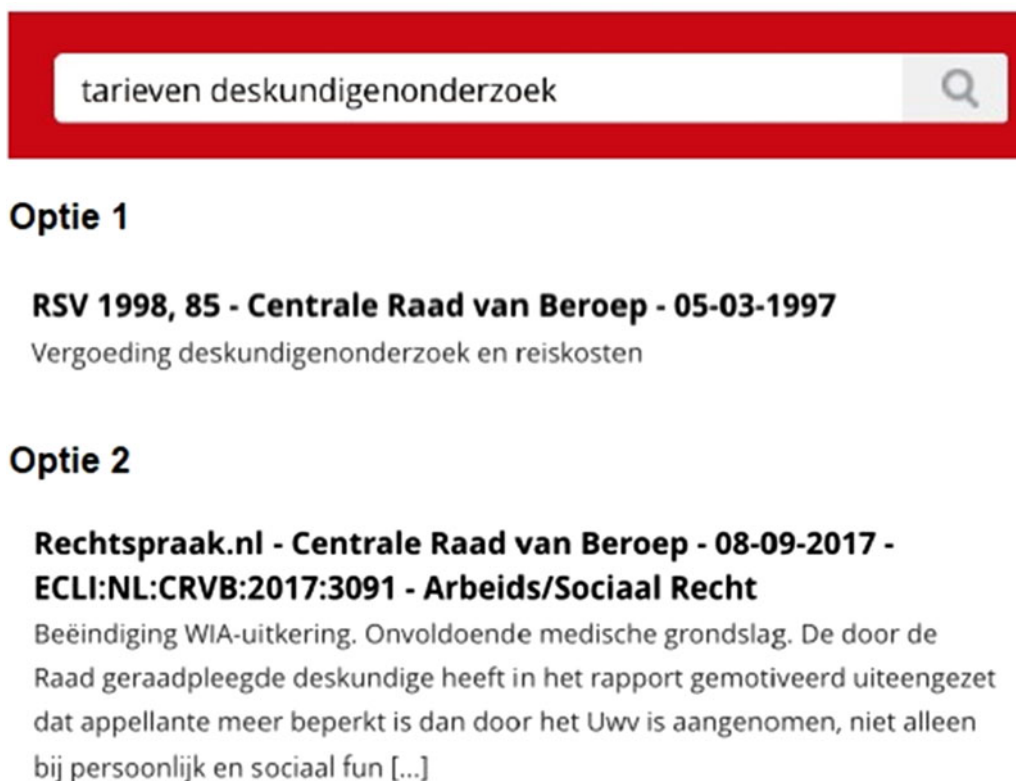 tarieven deskundigenonderzoek
Optie 1
RSV 1998, 85 - Centrale Raad van Beroep - 05-03-1997
Vergoeding deskundigenonderzoek en reiskosten
Optie 2
Rechtspraak.nl - Centrale Raad van Beroep - 08-09-2017 -
ECLI:NL:CRVB:2017:3091 - Arbeids/Sociaal Recht
Beëindiging WIA-uitkering. Onvoldoende medische grondslag. De door de
Raad geraadpleegde deskundige heeft in het rapport gemotiveerd uiteengezet
dat appellante meer beperkt is dan door het Uwv is aangenomen, niet alleen
bij persoonlijk en sociaal fun [...]